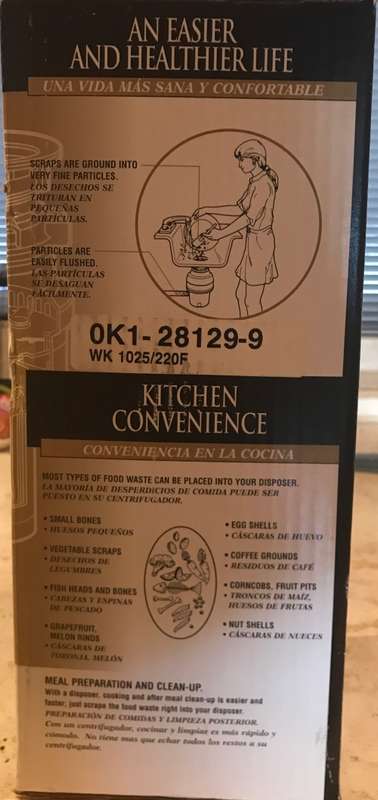 AN EASIER
AND HEALTHIER LIFE
UNA VIDA MÁS SANA Y CONFORTABLE
SCRAPS ARE GROUND INTO
VERY FINE PARTICLES.
LOS DESECHOS SE
TRITURAN EN
PEQUEÑAS
PARTÍCULAS.
PARTICLES ARE
EASILY FLUSHED.
LAS PARTÍCULAS
SE DESAGUAN
FÁCILMENTE.
OK1- 28129-9
WK 1025/220F
KITCHEN
CONVENIENCE
CONVENIENCIA EN LA COCINA
MOST TYPES OF FOOD WASTE CAN BE PLACED INTO YOUR DISPOSER.
LA MAYORÍA DE DESPERDICIOS DE COMIDA PUEDE SER
PUESTO EN SU CENTRIFUGADOR.
• SMALL BONES
HUESOS PEQUEÑOS
• VEGETABLE SCRAPS
DESECHOS DE
LEGUMBRES
• FISH HEADS AND BONES
CABEZAS Y ESPINAS
DE PESCADO
• GRAPEFRUIT,
MELON RINDS
CÁSCARAS DE
TORONJA, MELÓN
• EGG SHELLS
CÁSCARAS DE HUEVO
• COFFEE GROUNDS
RESIDUOS DE CAFÉ
• CORNCOBS, FRUIT PITS
TRONCOS DE MAÍZ,
HUESOS DE FRUTAS
• NUT SHELLS
CÁSCARAS DE NUECES
MEAL PREPARATION AND CLEAN-UP.
With a disposer, cooking and after meal clean-up is easier and
faster; just scrape the food waste right into your disposer.
PREPARACIÓN DE COMIDAS Y LIMPIEZA POSTERIOR.
Con un centrifugador, cocinar y limpiar es más rápido y
cómodo. No tiene mas que echar todos los restos a su
centrifugador.